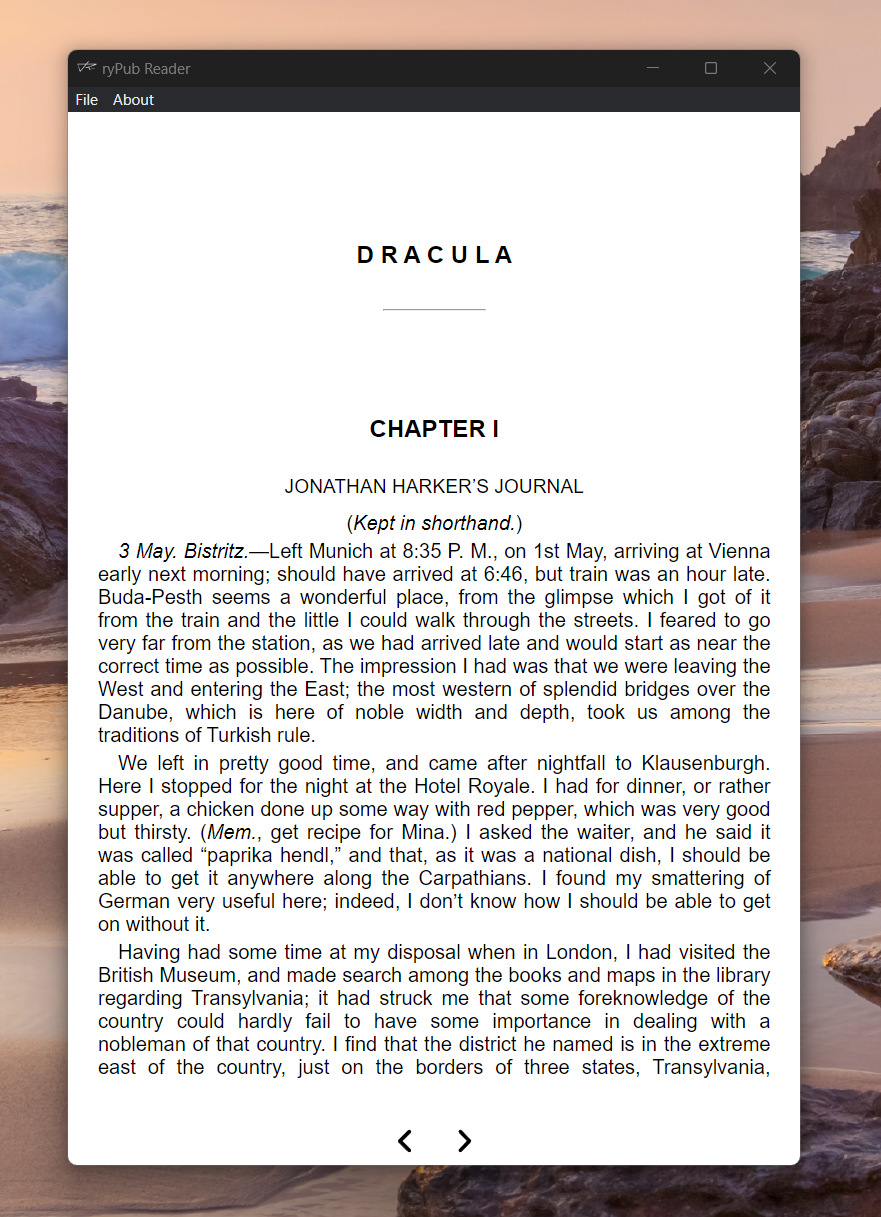 ryPub Reader
File About
D R A C U L A
CHAPTER I
JONATHAN HARKER’S JOURNAL
(Kept in shorthand.)
3 May. Bistritz.—Left Munich at 8:35 P. M., on 1st May, arriving at Vienna
early next morning; should have arrived at 6:46, but train was an hour late.
Buda-Pesth seems a wonderful place, from the glimpse which I got of it
from the train and the little I could walk through the streets. I feared to go
very far from the station, as we had arrived late and would start as near the
correct time as possible. The impression I had was that we were leaving the
West and entering the East; the most western of splendid bridges over the
Danube, which is here of noble width and depth, took us among the
traditions of Turkish rule.
We left in pretty good time, and came after nightfall to Klausenburgh.
Here I stopped for the night at the Hotel Royale. I had for dinner, or rather
supper, a chicken done up some way with red pepper, which was very good
but thirsty. (Mem., get recipe for Mina.) I asked the waiter, and he said it
was called “paprika hendl,” and that, as it was a national dish, I should be
able to get it anywhere along the Carpathians. I found my smattering of
German very useful here; indeed, I don’t know how I should be able to get
on without it.
Having had some time at my disposal when in London, I had visited the
British Museum, and made search among the books and maps in the library
regarding Transylvania; it had struck me that some foreknowledge of the
country could hardly fail to have some importance in dealing with a
nobleman of that country. I find that the district he named is in the extreme
east of the country, just on the borders of three states, Transylvania,